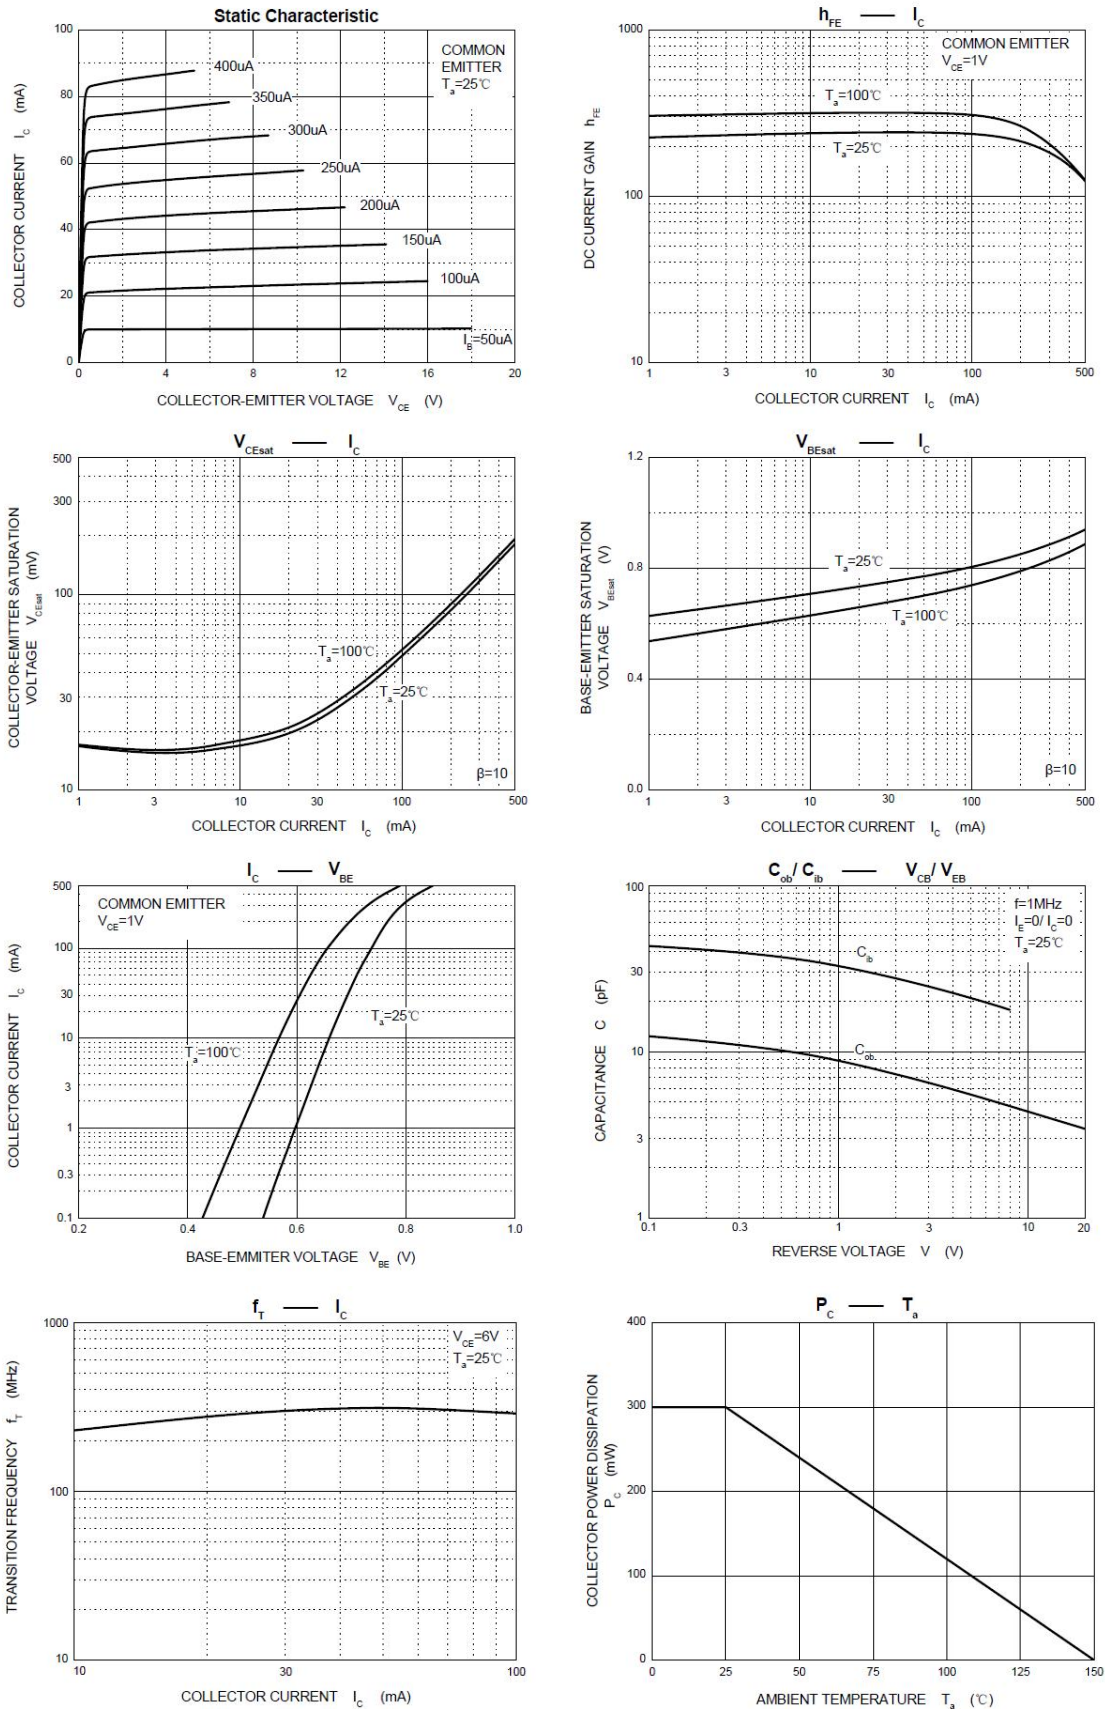 Static Characteristic
COLLECTOR CURRENT I_C (mA)
100
80
60
40
20
0
COMMON
EMITTER
T_a=25℃
400uA
350uA
300uA
250uA
200uA
150uA
100uA
I_B=50uA
0 4 8 12 16 20
COLLECTOR-EMITTER VOLTAGE V_CE (V)
h_FE —— I_C
DC CURRENT GAIN h_FE
1000
100
10
COMMON EMITTER
V_CE=1V
T_a=100℃
T_a=25℃
1 3 10 30 100 500
COLLECTOR CURRENT I_C (mA)
V_CEsat —— I_C
COLLECTOR-EMITTER SATURATION
VOLTAGE V_CEsat (mV)
500
300
100
30
10
T_a=100℃
T_a=25℃
β=10
1 3 10 30 100 500
COLLECTOR CURRENT I_C (mA)
V_BEsat —— I_C
BASE-EMITTER SATURATION
VOLTAGE V_BEsat (V)
1.2
0.8
0.4
0.0
T_a=25℃
T_a=100℃
β=10
1 3 10 30 100 500
COLLECTOR CURRENT I_C (mA)
I_C —— V_BE
COLLECTOR CURRENT I_C (mA)
500
100
30
10
3
1
0.3
0.1
COMMON EMITTER
V_CE=1V
T_a=25℃
T_a=100℃
0.2 0.4 0.6 0.8 1.0
BASE-EMMITER VOLTAGE V_BE (V)
C_ob/ C_ib —— V_CB/ V_EB
CAPACITANCE C (pF)
100
30
10
3
1
f=1MHz
I_E=0/ I_C=0
T_a=25℃
C_ib
C_ob
0.1 0.3 1 3 10 20
REVERSE VOLTAGE V (V)
f_T —— I_C
TRANSITION FREQUENCY f_T (MHz)
1000
100
10
V_CE=6V
T_a=25℃
10 30 100
COLLECTOR CURRENT I_C (mA)
P_C —— T_a
COLLECTOR POWER DISSIPATION
P_C (mW)
400
300
200
100
0
0 25 50 75 100 125 150
AMBIENT TEMPERATURE T_a (℃)